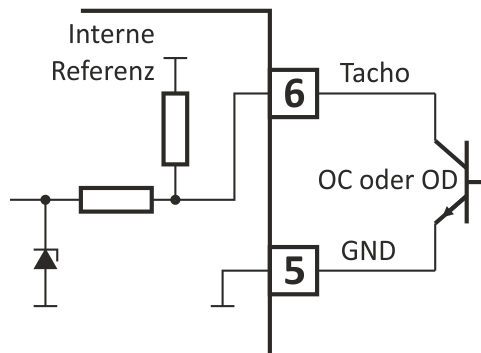 Interne
Referenz
6
Tacho
OC oder OD
5
GND